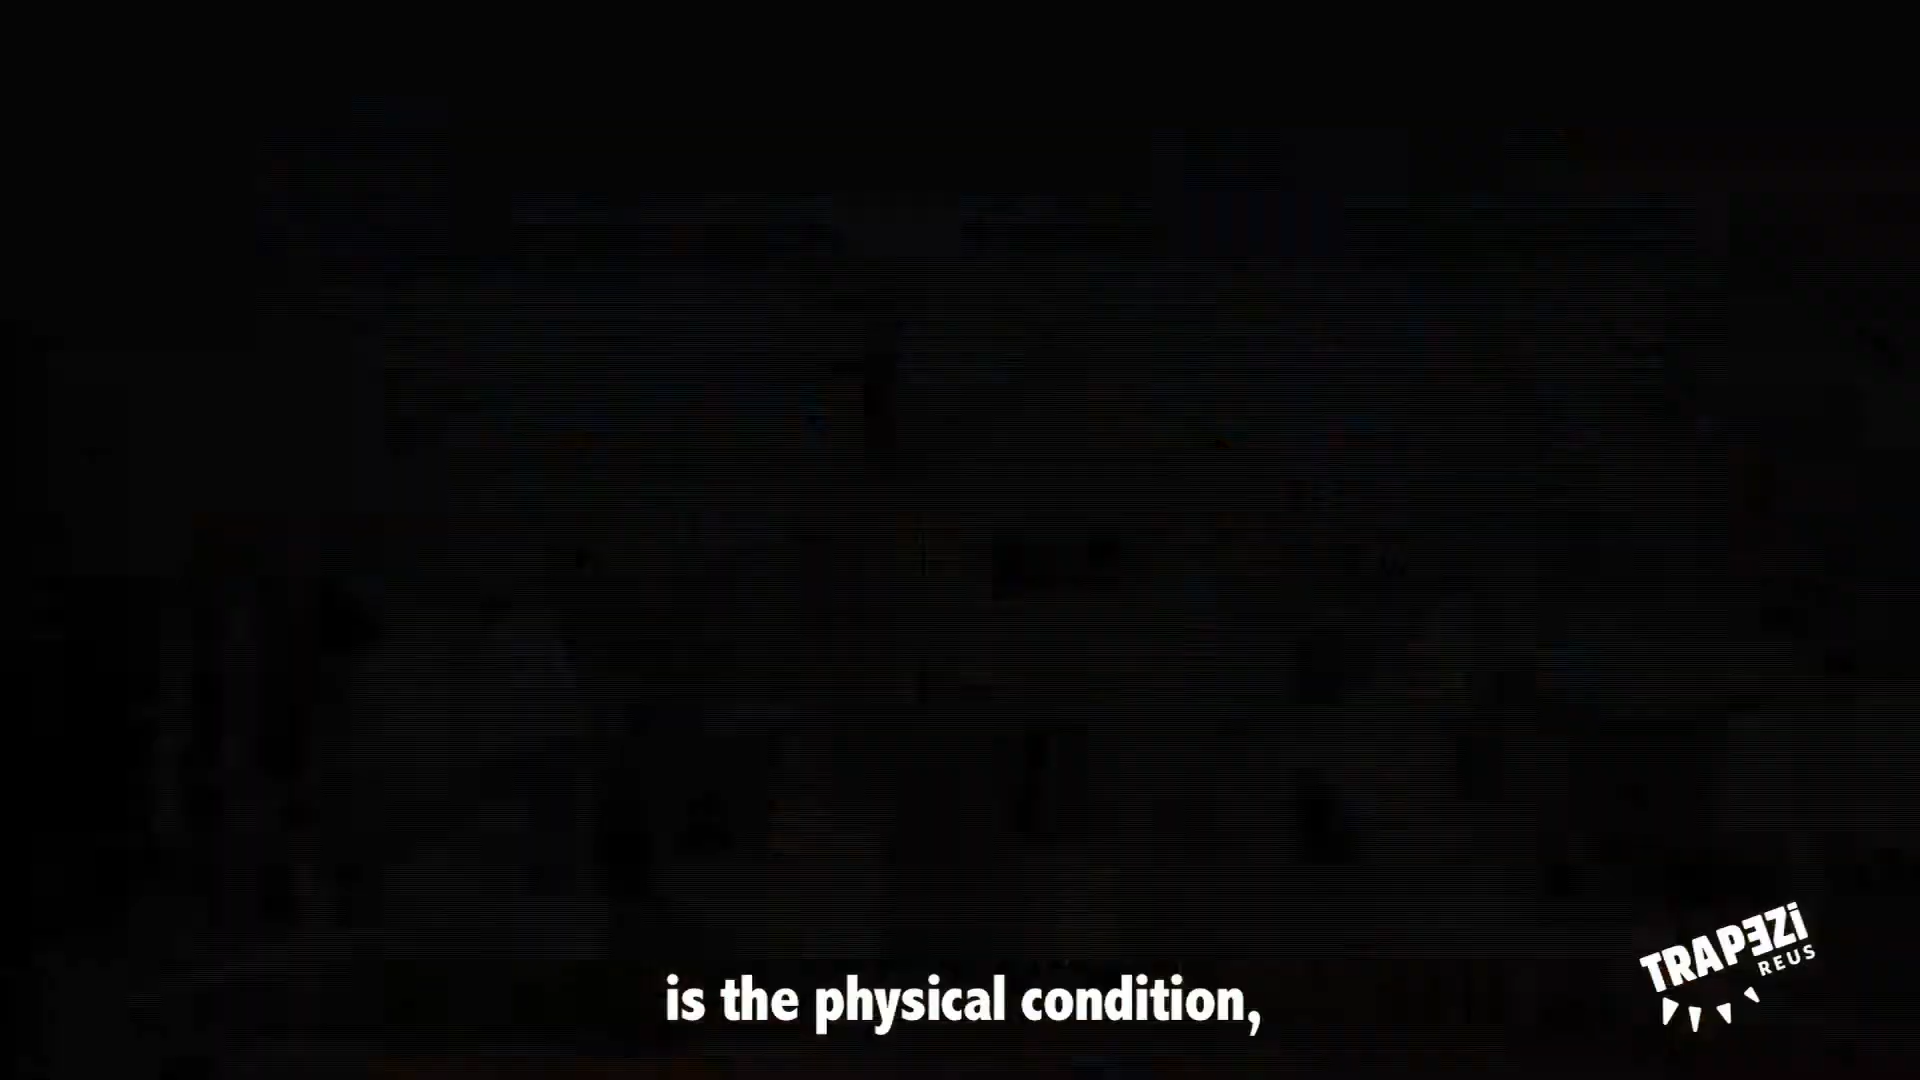 is the physical condition,
TRAPEZi
REUS